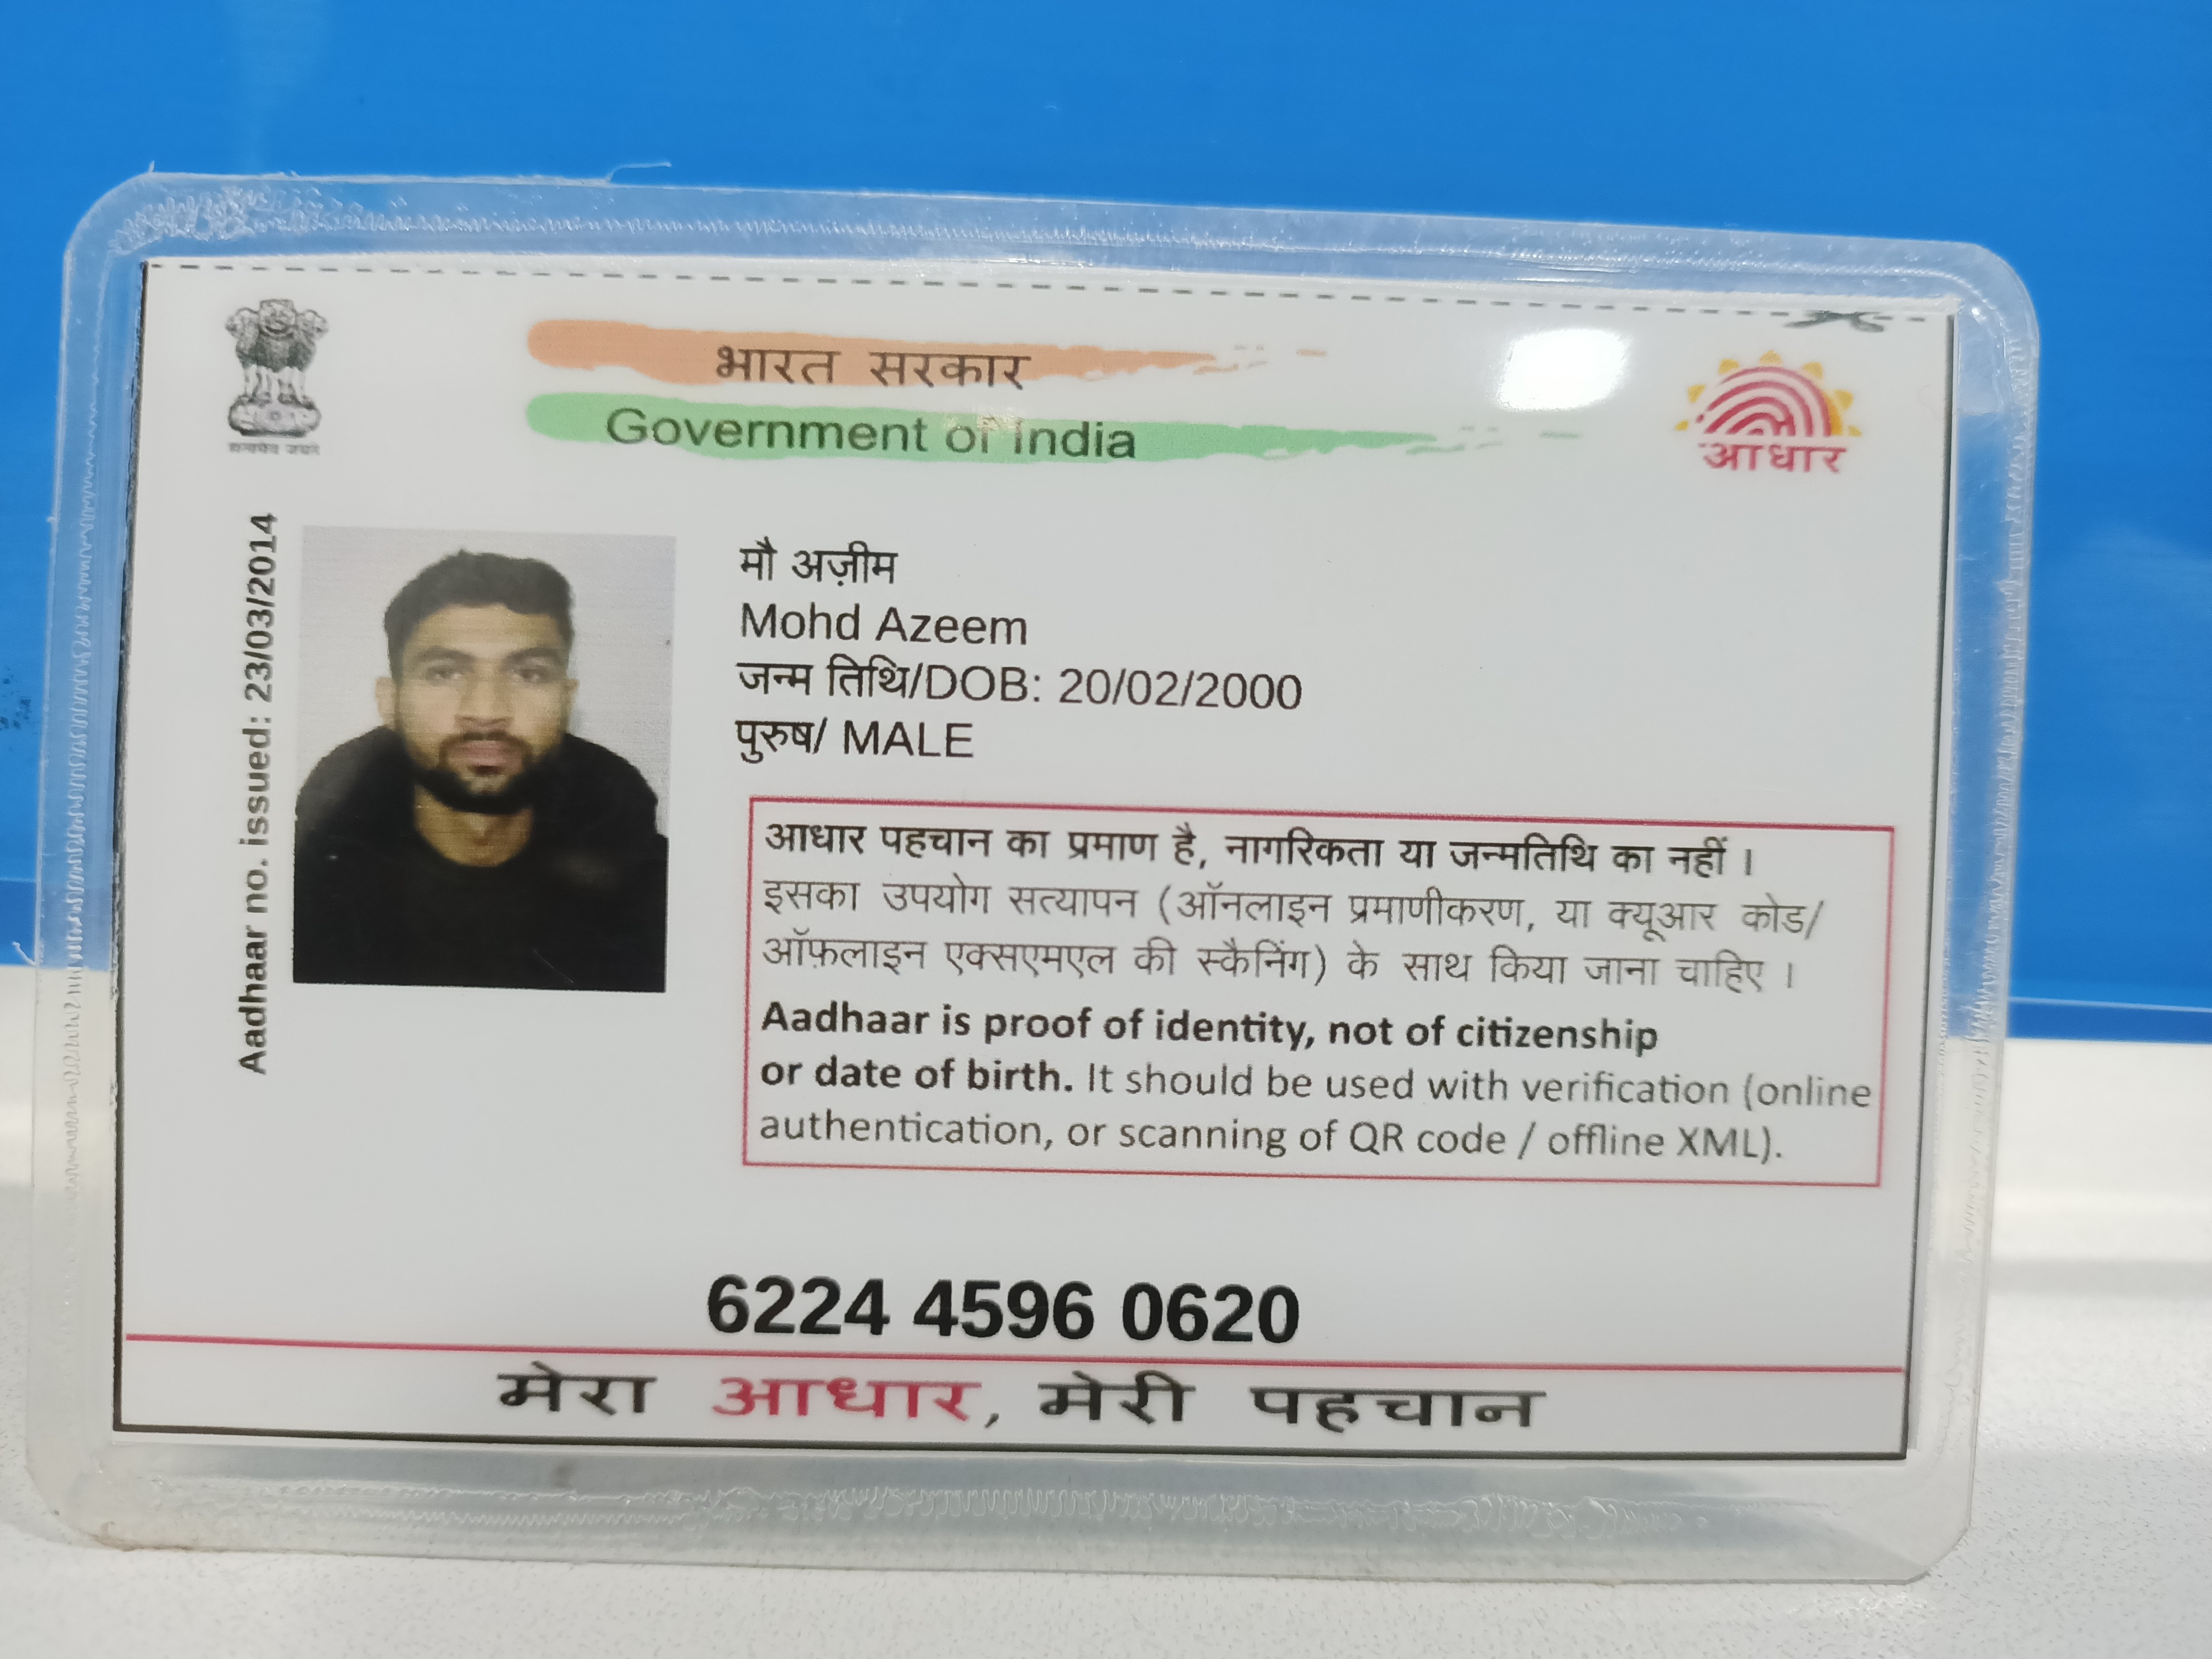 भारत सरकार
Government of India
आधार
Aadhaar no. issued: 23/03/2014
मौ अज़ीम
Mohd Azeem
जन्म तिथि/DOB: 20/02/2000
पुरुष/ MALE
आधार पहचान का प्रमाण है, नागरिकता या जन्मतिथि का नहीं ।
इसका उपयोग सत्यापन (ऑनलाइन प्रमाणीकरण, या क्यूआर कोड/
ऑफ़लाइन एक्सएमएल की स्कैनिंग) के साथ किया जाना चाहिए ।
Aadhaar is proof of identity, not of citizenship
or date of birth. It should be used with verification (online
authentication, or scanning of QR code / offline XML).
6224 4596 0620
मेरा आधार, मेरी पहचान